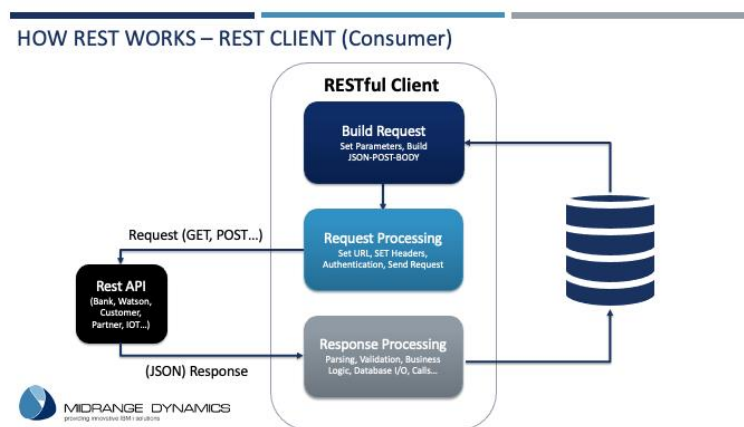 HOW REST WORKS – REST CLIENT (Consumer)
RESTful Client
Build Request
Set Parameters, Build
JSON-POST-BODY
Request (GET, POST...)
Request Processing
Set URL, SET Headers,
Authentication, Send Request
Rest API
(Bank, Watson,
Customer,
Partner, IOT...)
Response Processing
Parsing, Validation, Business
Logic, Database I/O, Calls...
(JSON) Response
MIDRANGE DYNAMICS
providing innovative IBM i solutions